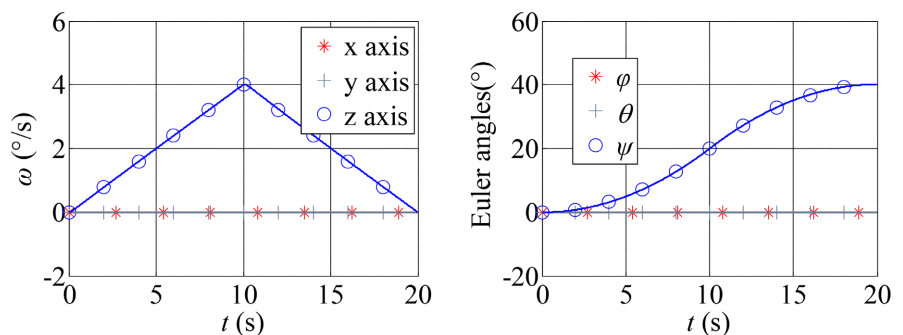 ω (°/s)
6
4
2
0
-2
x axis
y axis
z axis
0 5 10 15 20
t (s)
Euler angles(°)
60
40
20
0
-20
φ
θ
ψ
0 5 10 15 20
t (s)